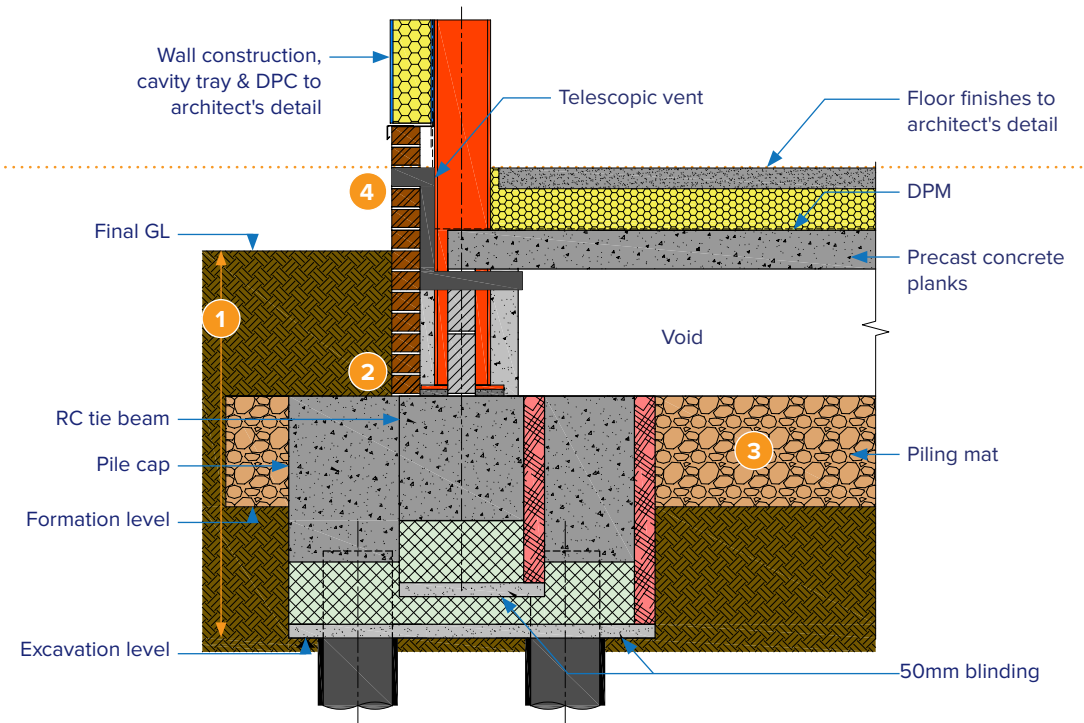 Wall construction,
cavity tray & DPC to
architect's detail
Telescopic vent
Floor finishes to
architect's detail
4
DPM
Final GL
Precast concrete
planks
1
Void
2
RC tie beam
3
Pile cap
Piling mat
Formation level
Excavation level
50mm blinding